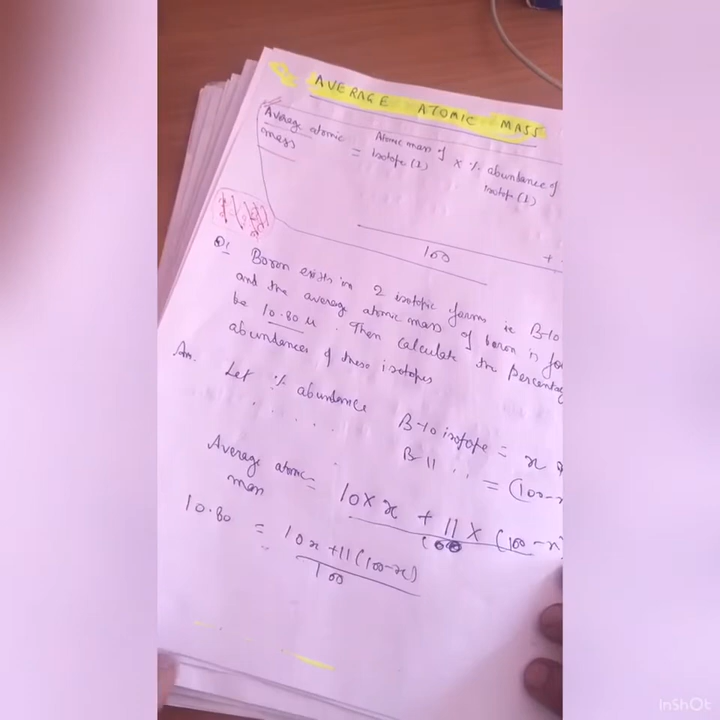 AVERAGE ATOMIC MASS
Average atomic mass = Atomic mass of isotope (1) × % abundance of isotop (1)
100
+
Q1 Boron exists in 2 isotopic forms ie B-10
and the average atomic mass of boron is fo
be 10.80 u. Then calculate the Percentag
abundances of these isotopes
An. Let % abundance B-10 isotope = x
. . . . . . B-11 ,, = (100-x
Average atomic mass = 10 × x + 11 × (100 - x)
100
10.80 = 10x + 11(100-x)
100
InShOt